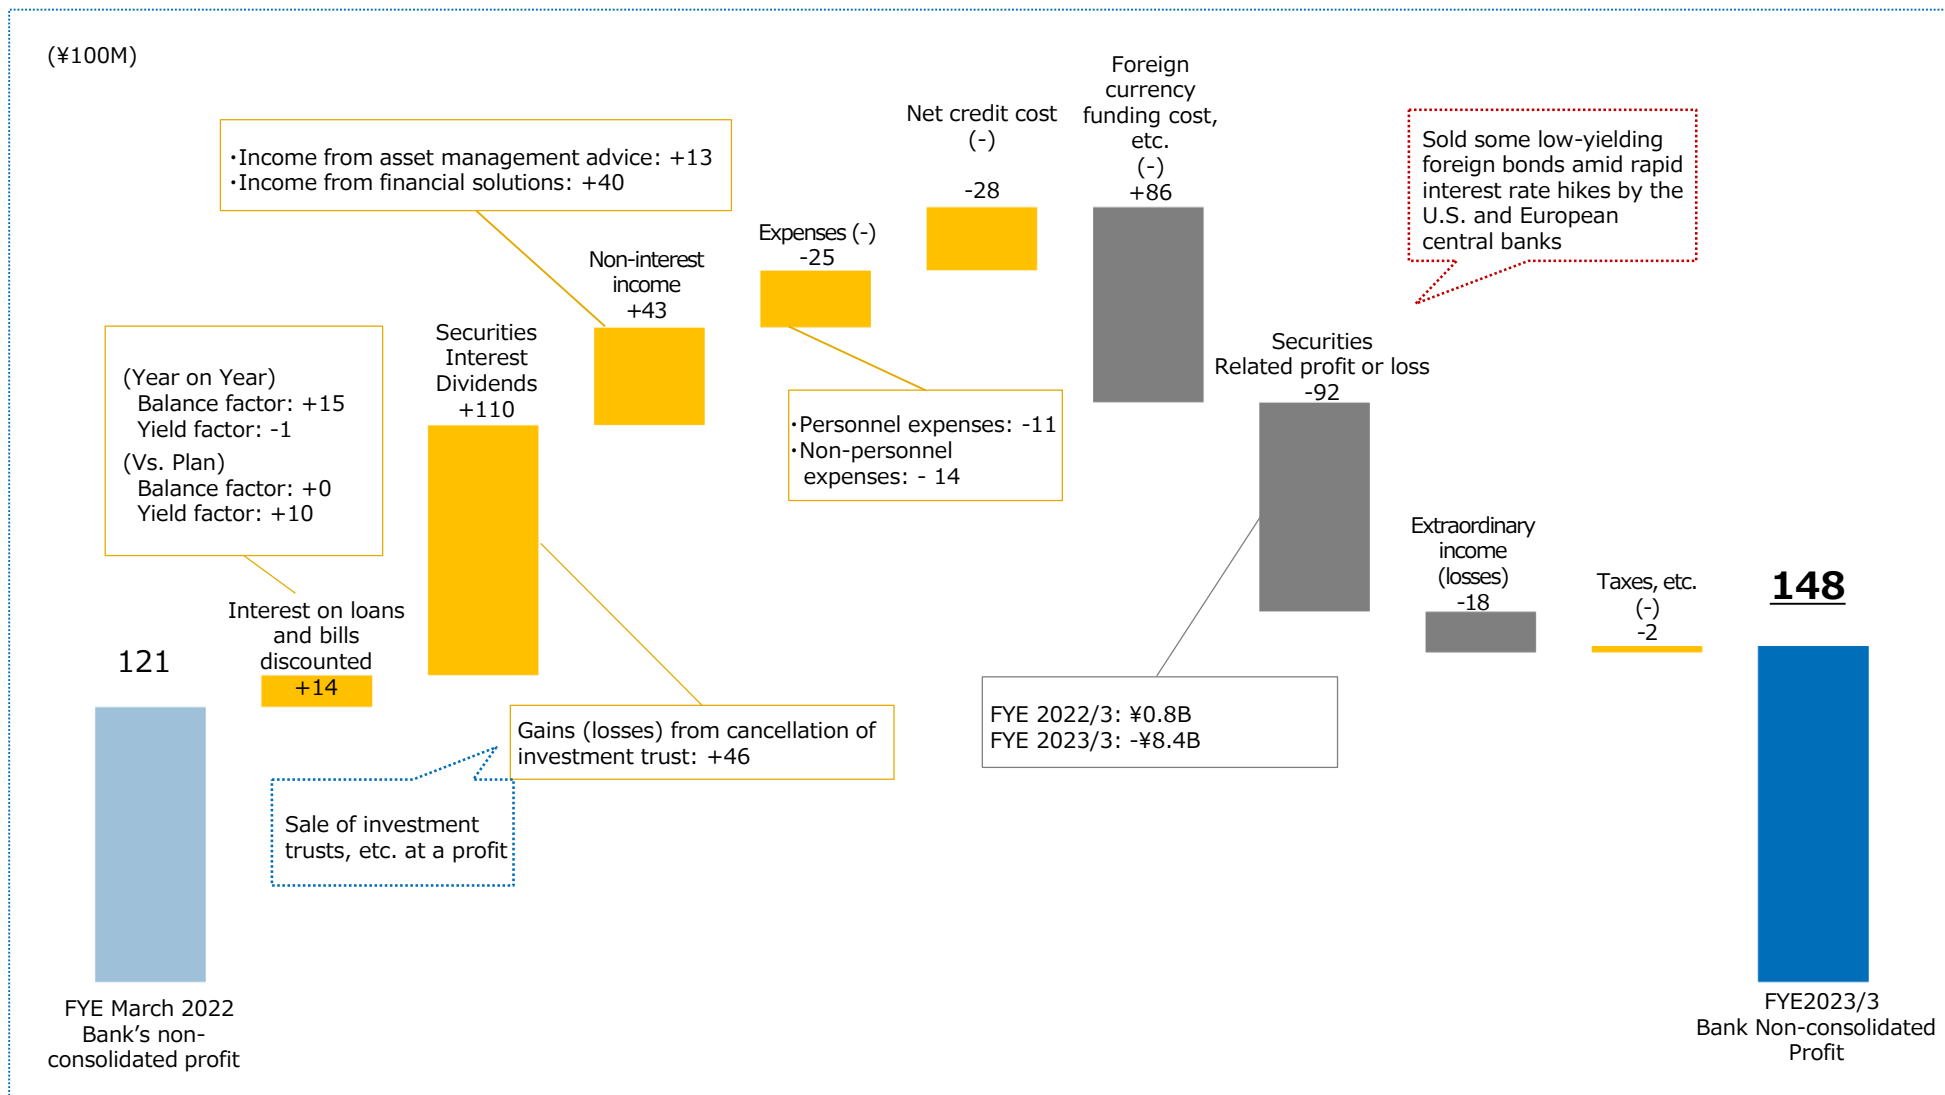 (¥100M)
・Income from asset management advice: +13
・Income from financial solutions: +40
(Year on Year)
Balance factor: +15
Yield factor: -1
(Vs. Plan)
Balance factor: +0
Yield factor: +10
121
FYE March 2022
Bank’s non-
consolidated profit
Interest on loans
and bills
discounted
+14
Securities
Interest
Dividends
+110
Gains (losses) from cancellation of
investment trust: +46
Sale of investment
trusts, etc. at a profit
Non-interest
income
+43
Expenses (-)
-25
・Personnel expenses: -11
・Non-personnel
expenses: - 14
Net credit cost
(-)
-28
Foreign
currency
funding cost,
etc.
(-)
+86
Sold some low-yielding
foreign bonds amid rapid
interest rate hikes by the
U.S. and European
central banks
Securities
Related profit or loss
-92
FYE 2022/3: ¥0.8B
FYE 2023/3: -¥8.4B
Extraordinary
income
(losses)
-18
Taxes, etc.
(-)
-2
148
FYE2023/3
Bank Non-consolidated
Profit